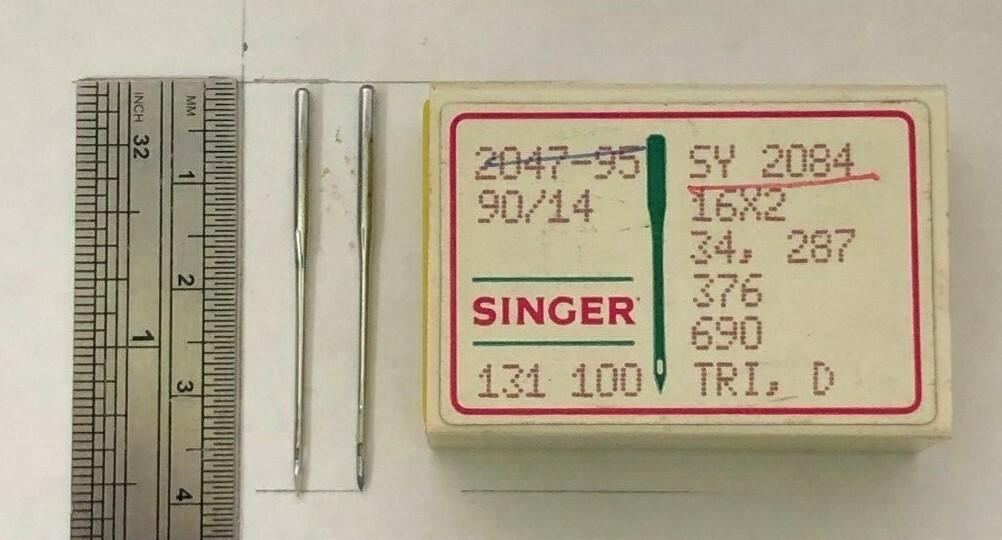 INCH
MM
32
1
1
2
3
4
2047-95
90/14
SINGER
131 100
SY 2084
16X2
34, 287
376
690
TRI, D